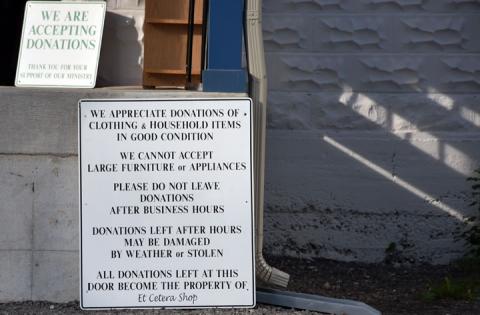 WE ARE
ACCEPTING
DONATIONS
THANK YOU FOR YOUR
SUPPORT OF OUR MINISTRY
WE APPRECIATE DONATIONS OF
CLOTHING & HOUSEHOLD ITEMS
IN GOOD CONDITION
WE CANNOT ACCEPT
LARGE FURNITURE or APPLIANCES
PLEASE DO NOT LEAVE
DONATIONS
AFTER BUSINESS HOURS
DONATIONS LEFT AFTER HOURS
MAY BE DAMAGED
BY WEATHER or STOLEN
ALL DONATIONS LEFT AT THIS
DOOR BECOME THE PROPERTY OF
Et Cetera Shop